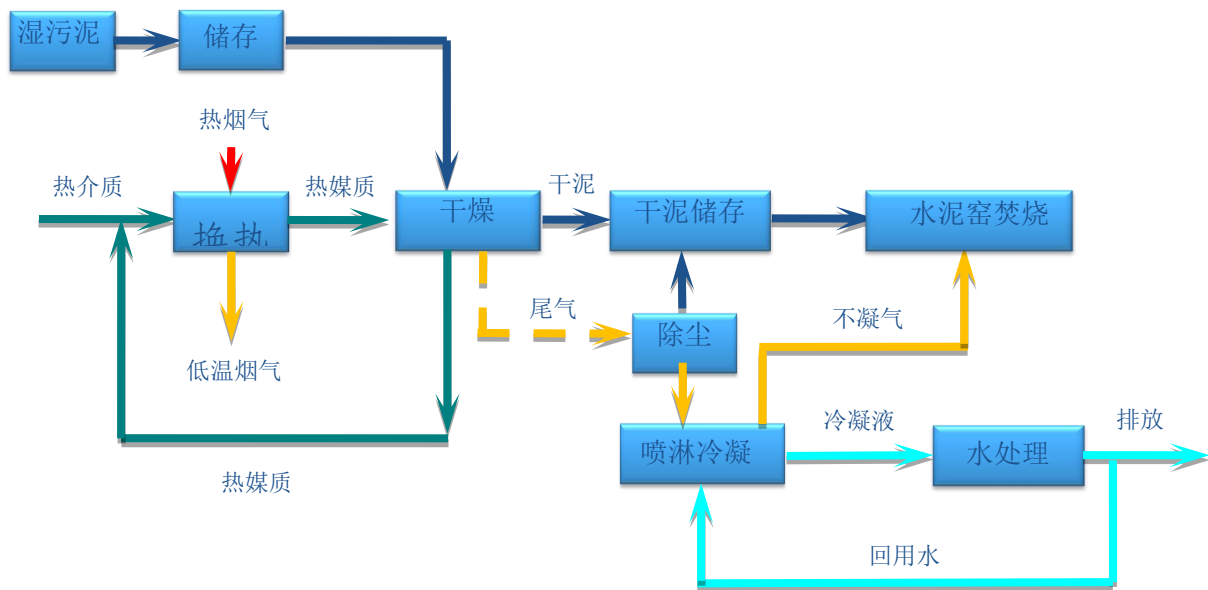 湿污泥
储存
热烟气
热介质
热媒质
干燥
干泥
干泥储存
水泥窑焚烧
尾气
除尘
不凝气
低温烟气
热媒质
喷淋冷凝
冷凝液
水处理
排放
回用水